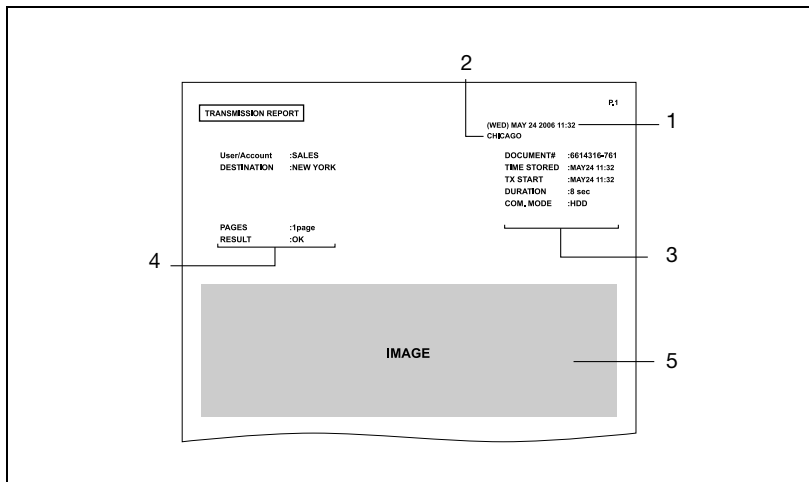 2
P.1
TRANSMISSION REPORT
(WED) MAY 24 2006 11:32
1
CHICAGO
User/Account :SALES
DESTINATION :NEW YORK
DOCUMENT# :6614316-761
TIME STORED :MAY24 11:32
TX START :MAY24 11:32
DURATION :8 sec
COM. MODE :HDD
PAGES :1page
RESULT :OK
4
3
IMAGE
5